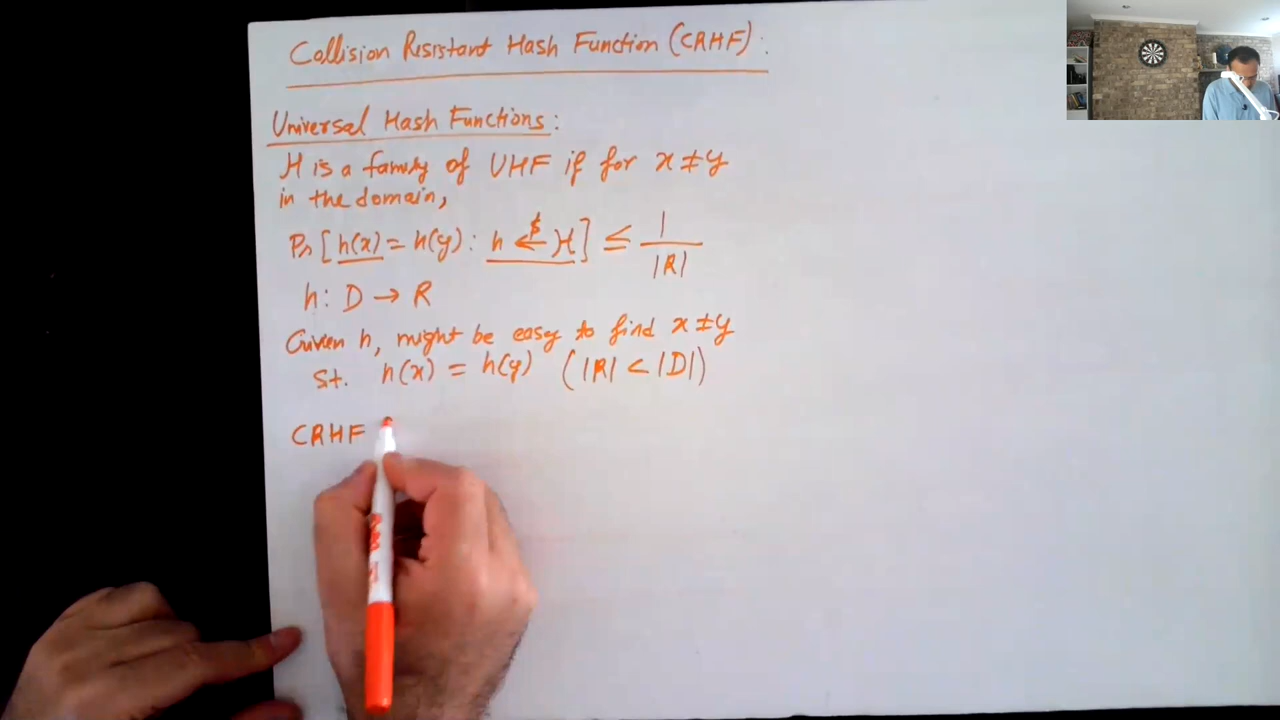 Collision Resistant Hash Function (CRHF):
Universal Hash Functions:
H is a family of UHF if for x ≠ y
in the domain,
Pr [h(x) = h(y) : h ←$ H] ≤ 1/|R|
h : D → R
Given h, might be easy to find x ≠ y
St. h(x) = h(y) (|R| < |D|)
CRHF